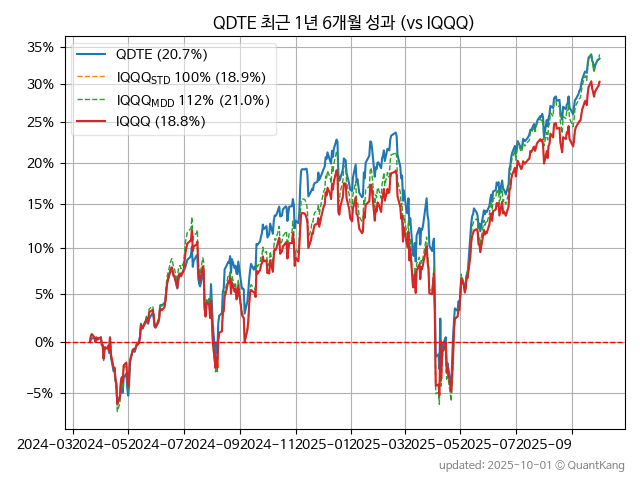 QDTE 최근 1년 6개월 성과 (vs IQQQ)
QDTE (20.7%)
IQQQSTD 100% (18.9%)
IQQQMDD 112% (21.0%)
IQQQ (18.8%)
35%
30%
25%
20%
15%
10%
5%
0%
−5%
2024-03 2024-05 2024-07 2024-09 2024-11 2025-01 2025-03 2025-05 2025-07 2025-09
updated: 2025-10-01 © QuantKang